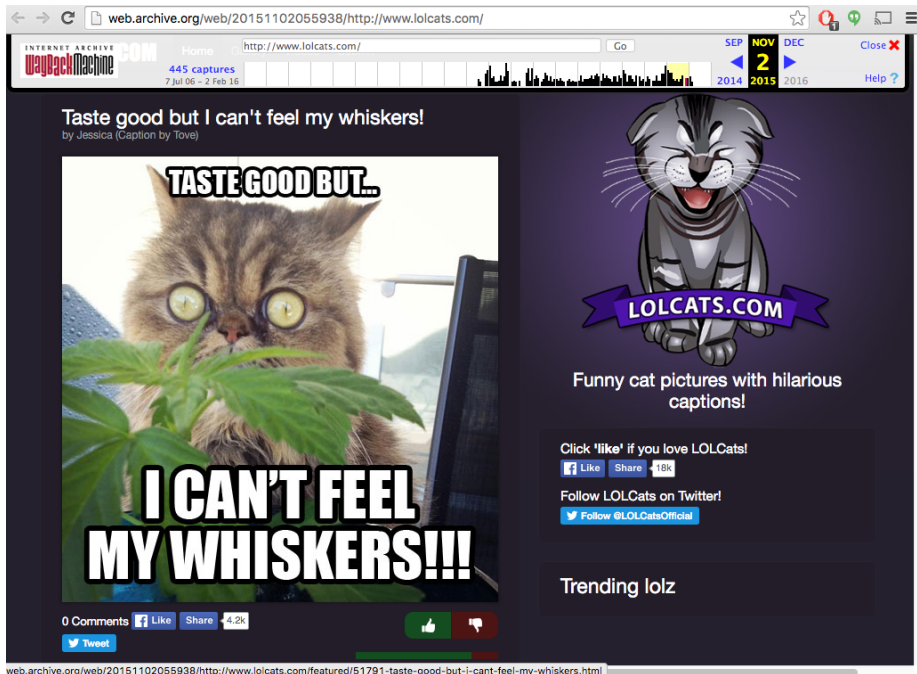 web.archive.org/web/20151102055938/http://www.lolcats.com/
1
INTERNET ARCHIVE
WayBackMachine
COM
Home
http://www.lolcats.com/
Go
SEP NOV DEC
Close
445 captures
2
7 Jul 06 - 2 Feb 16
2014 2015 2016
Help ?
Taste good but I can't feel my whiskers!
by Jessica (Caption by Tove)
TASTE GOOD BUT...
I CAN'T FEEL
MY WHISKERS!!!
0 Comments Like Share 4.2k
Tweet
LOLCATS.COM
Funny cat pictures with hilarious
captions!
Click 'like' if you love LOLCats!
Like Share 18k
Follow LOLCats on Twitter!
Follow @LOLCatsOfficial
Trending lolz
web.archive.org/web/20151102055938/http://www.lolcats.com/featured/51791-taste-good-but-i-cant-feel-my-whiskers.html